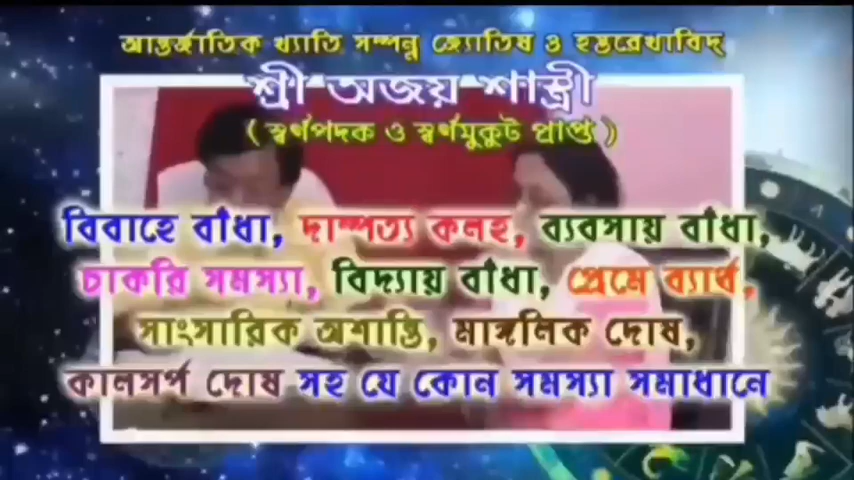 আন্তর্জাতিক খ্যাতি সম্পন্ন জ্যোতিষ ও হস্তরেখাবিদ্
শ্রী অজয় শাস্ত্রী
( স্বর্ণপদক ও স্বর্ণমুকুট প্রাপ্ত )
বিবাহে বাঁধা, দাম্পত্য কলহ, ব্যবসায় বাঁধা,
চাকরি সমস্যা, বিদ্যায় বাঁধা, প্রেমে ব্যার্থ,
সাংসারিক অশান্তি, মাঙ্গলিক দোষ,
কালসর্প দোষ সহ যে কোন সমস্যা সমাধানে